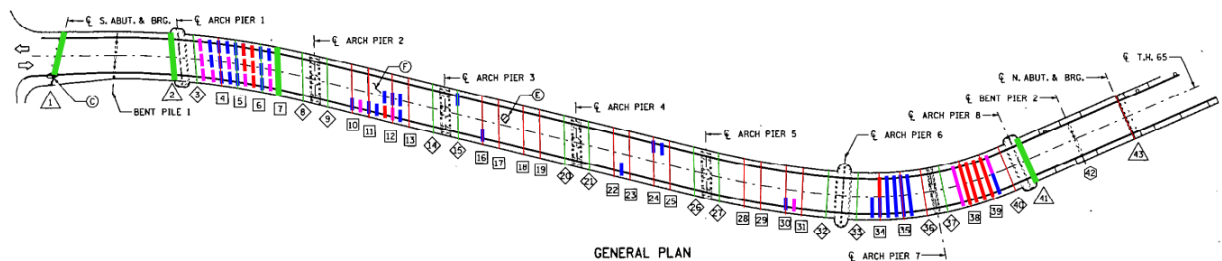 ℄ S. ABUT. & BRG.
℄ ARCH PIER 1
℄ ARCH PIER 2
℄ ARCH PIER 3
℄ ARCH PIER 4
℄ ARCH PIER 5
℄ ARCH PIER 6
℄ ARCH PIER 8
℄ BENT PIER 2
℄ N. ABUT. & BRG.
℄ T.H. 65
F
E
C
BENT PILE 1
1
2
3
4
5
6
7
8
9
10
11
12
13
14
15
16
17
18
19
20
21
22
23
24
25
26
27
28
29
30
31
32
33
34
35
36
37
38
39
40
41
42
43
℄ ARCH PIER 7
GENERAL PLAN